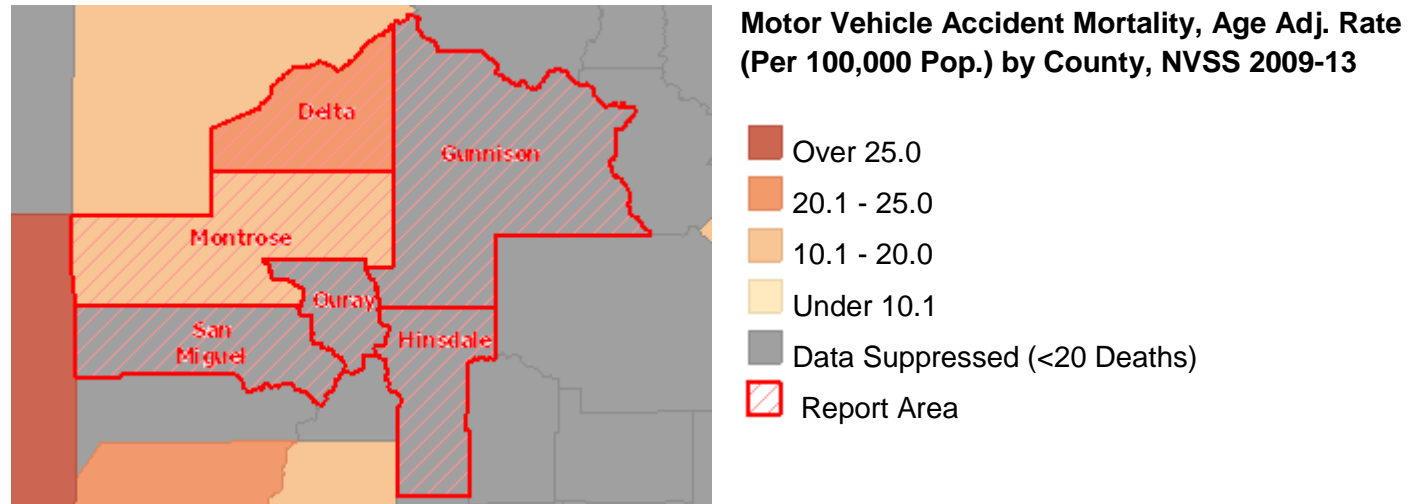 Motor Vehicle Accident Mortality, Age Adj. Rate
(Per 100,000 Pop.) by County, NVSS 2009-13
Over 25.0
20.1 - 25.0
10.1 - 20.0
Under 10.1
Data Suppressed (<20 Deaths)
Report Area
Delta
Gunnison
Montrose
Ouray
San
Miguel
Hinsdale